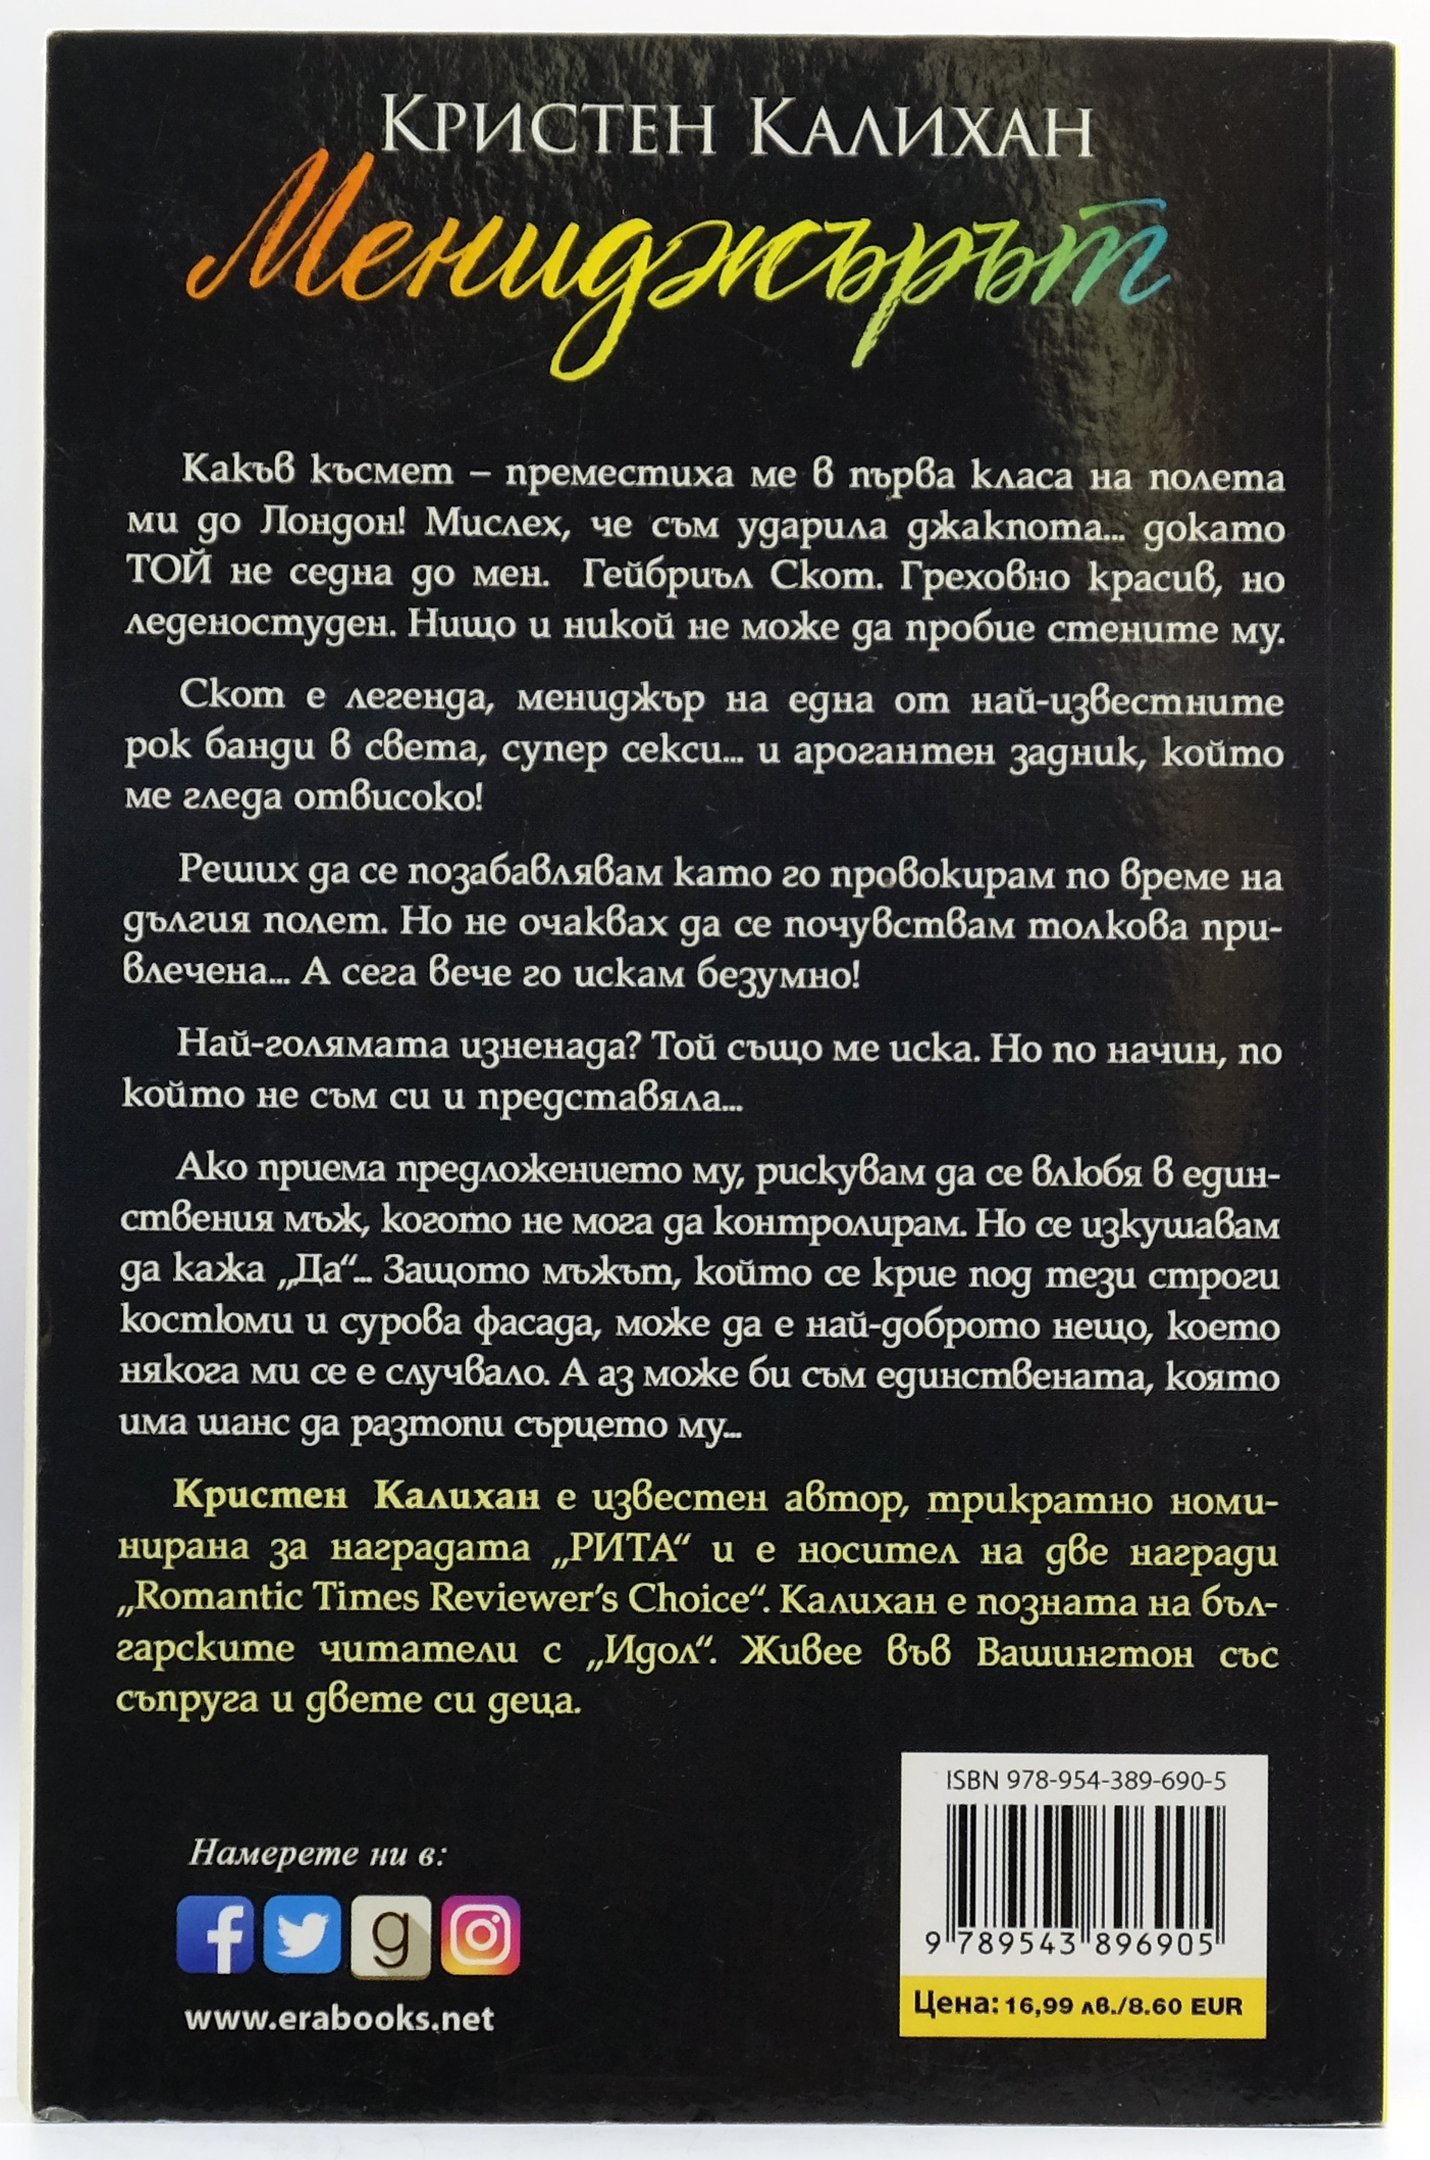 Кристен Калихан
Мениджърът
Какъв късмет – преместиха ме в първа класа на полета
ми до Лондон! Мислех, че съм ударила джакпота... докато
ТОЙ не седна до мен. Гейбриъл Скот. Греховно красив, но
леденостуден. Нищо и никой не може да пробие стените му.
Скот е легенда, мениджър на една от най-известните
рок банди в света, супер секси... и арогантен задник, който
ме гледа отвисоко!
Реших да се позабавлявам като го провокирам по време на
дългия полет. Но не очаквах да се почувствам толкова при-
влечена... А сега вече го искам безумно!
Най-голямата изненада? Той също ме иска. Но по начин, по
който не съм си и представяла...
Ако приема предложението му, рискувам да се влюбя в един-
ствения мъж, когото не мога да контролирам. Но се изкушавам
да кажа „Да“... Защото мъжът, който се крие под тези строги
костюми и сурова фасада, може да е най-доброто нещо, което
някога ми се е случвало. А аз може би съм единствената, която
има шанс да разтопи сърцето му...
Кристен Калихан е известен автор, трикратно номи-
нирана за наградата „РИТА“ и е носител на две награди
„Romantic Times Reviewer's Choice“. Калихан е позната на бъл-
гарските читатели с „Идол“. Живее във Вашингтон със
съпруга и двете си деца.
ISBN 978-954-389-690-5
9 789543 896905
Цена: 16,99 лв./8.60 EUR
Намерете ни в:
f g
www.erabooks.net